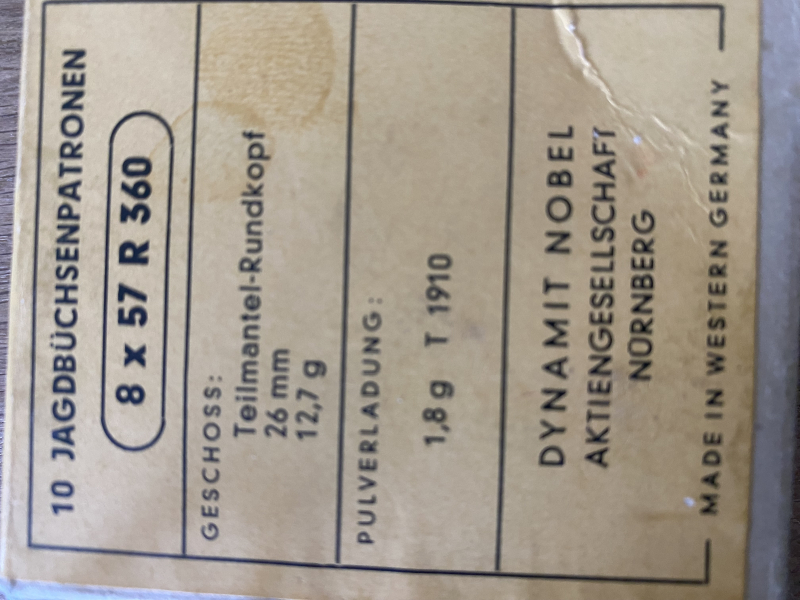 10 JAGDBÜCHSENPATRONEN
8 x 57 R 360
GESCHOSS:
Teilmantel-Rundkopf
26 mm
12,7 g
PULVERLADUNG:
1,8 g T 1910
DYNAMIT NOBEL
AKTIENGESELLSCHAFT
NÜRNBERG
MADE IN WESTERN GERMANY